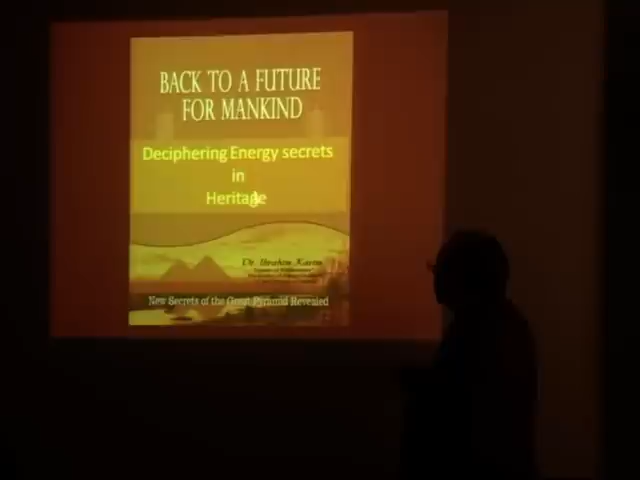 BACK TO A FUTURE
FOR MANKIND
Deciphering Energy secrets
in
Heritage
Dr. Ibrahim Karim
New Secrets of the Great Pyramid Revealed